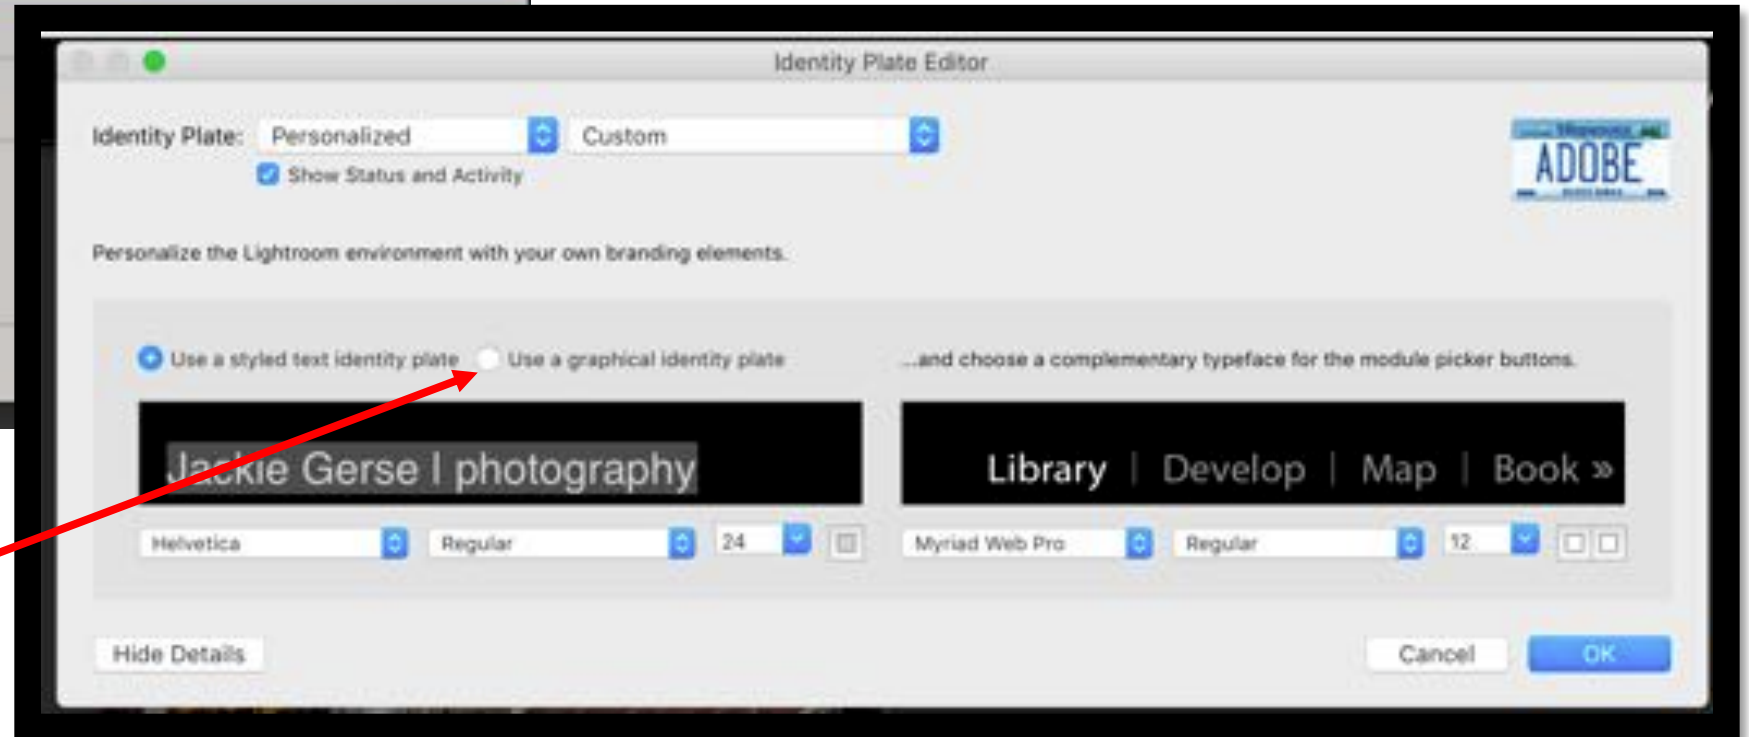 Identity Plate Editor
Identity Plate: Personalized Custom
Show Status and Activity
ADOBE
Personalize the Lightroom environment with your own branding elements.
Use a styled text identity plate Use a graphical identity plate ...and choose a complementary typeface for the module picker buttons.
Jackie Gerse l photography Library | Develop | Map | Book »
Helvetica Regular 24 Myriad Web Pro Regular 12
Hide Details Cancel OK